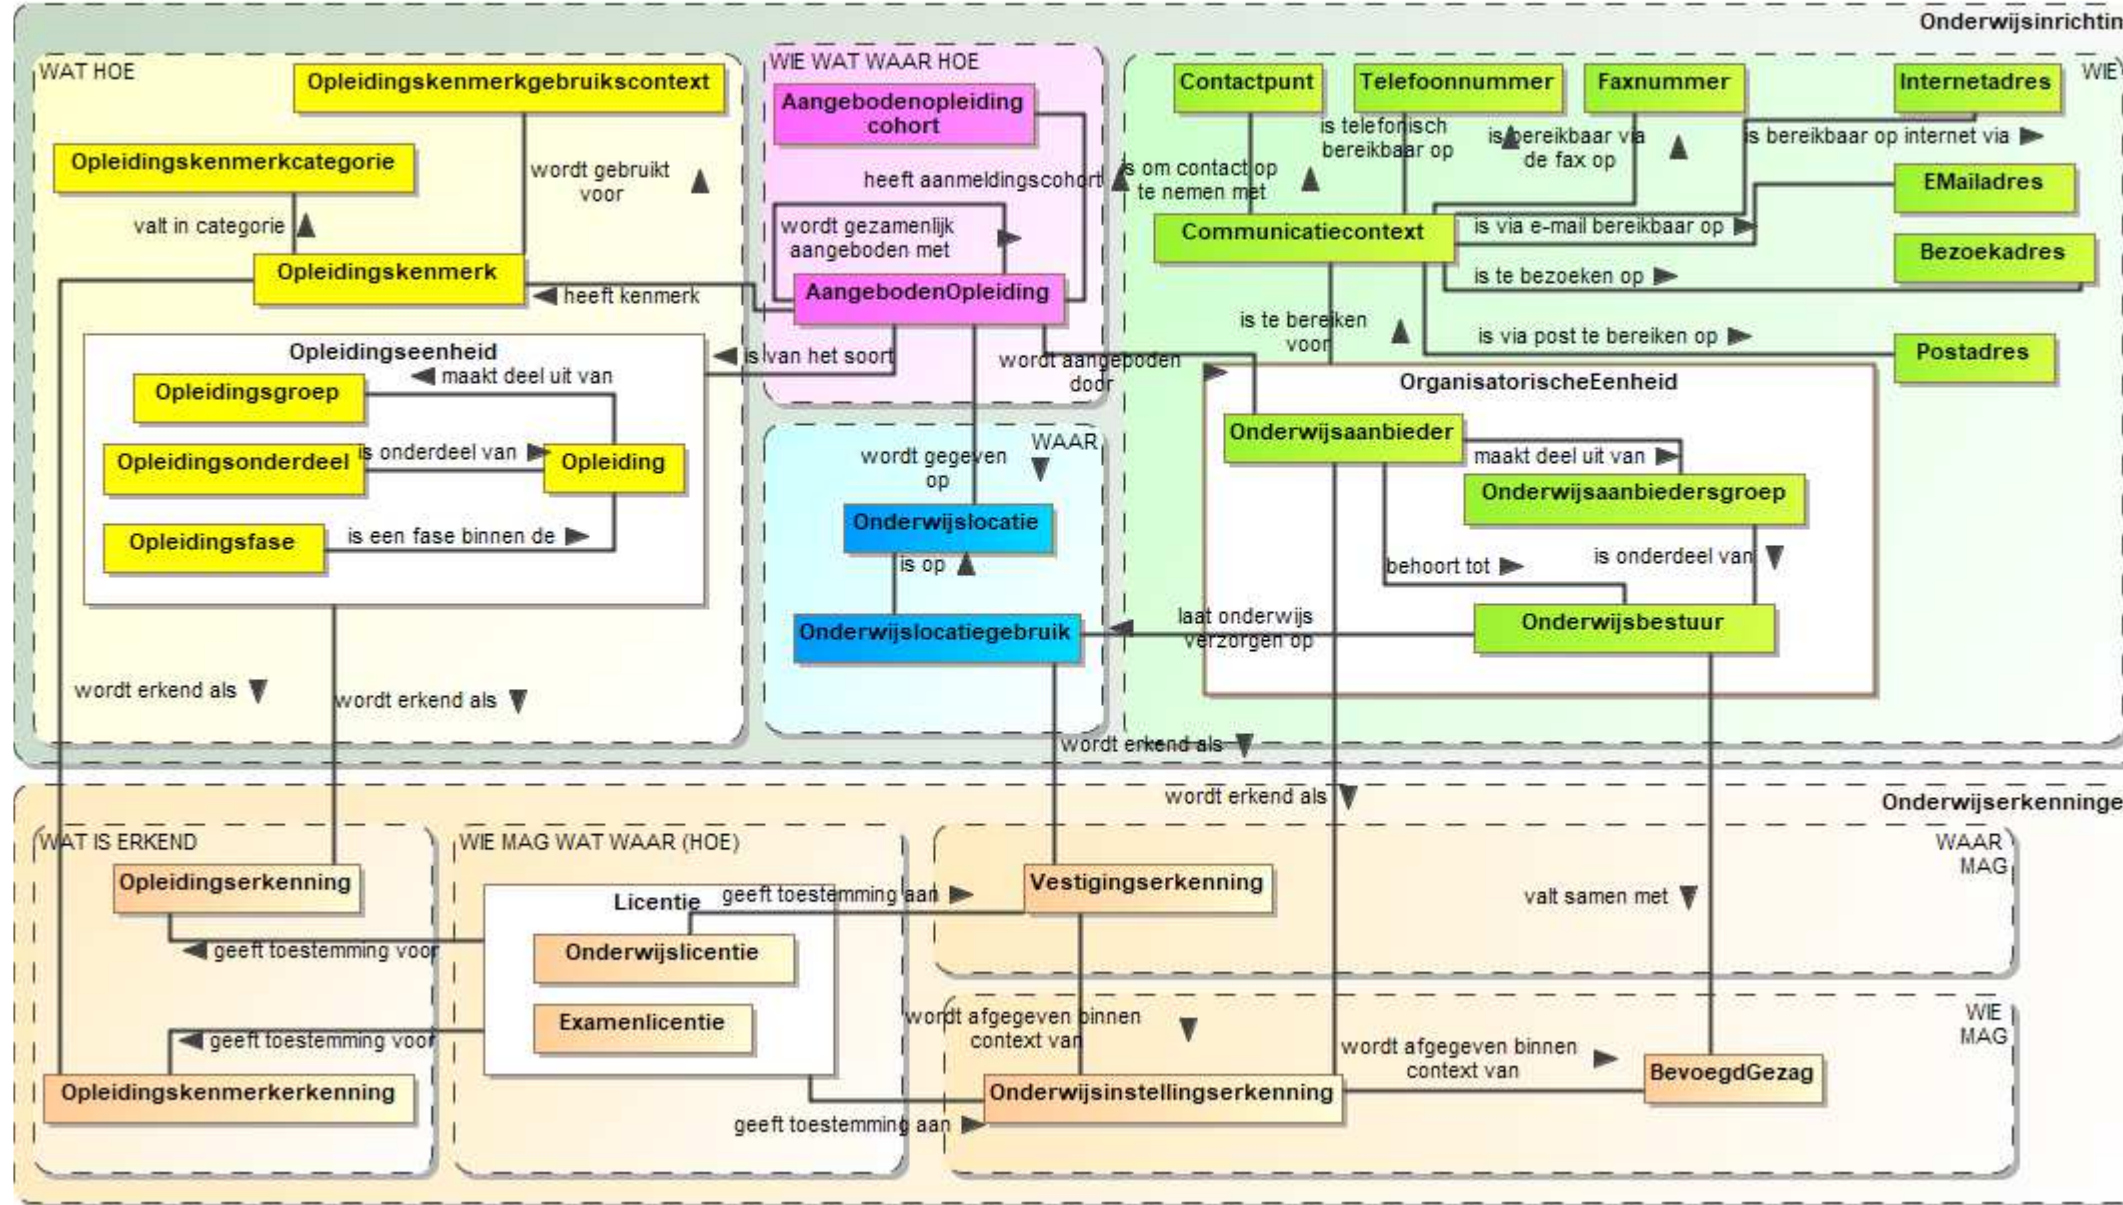 Onderwijsinrichtin
WAT HOE
Opleidingskenmerkgebruikscontext
Opleidingskenmerkcategorie
wordt gebruikt
voor
valt in categorie
Opleidingskenmerk
heeft kenmerk
Opleidingseenheid
maakt deel uit van
Opleidingsgroep
Opleidingsonderdeel
is onderdeel van
Opleiding
Opleidingsfase
is een fase binnen de
wordt erkend als
wordt erkend als
WIE WAT WAAR HOE
Aangebodenopleiding
cohort
heeft aanmeldingscohort
wordt gezamenlijk
aangeboden met
AangebodenOpleiding
is van het soort
wordt aangeboden
door
WAAR
wordt gegeven
op
Onderwijslocatie
is op
Onderwijslocatiegebruik
WIE
Contactpunt
Telefoonnummer
Faxnummer
Internetadres
is telefonisch
bereikbaar op
is bereikbaar via
de fax op
is bereikbaar op internet via
is om contact op
te nemen met
EMailadres
Communicatiecontext
is via e-mail bereikbaar op
Bezoekadres
is te bezoeken op
is te bereiken
voor
is via post te bereiken op
Postadres
OrganisatorischeEenheid
Onderwijsaanbieder
maakt deel uit van
Onderwijsaanbiedersgroep
behoort tot
is onderdeel van
laat onderwijs
verzorgen op
Onderwijsbestuur
wordt erkend als
wordt erkend als
Onderwijserkenninge
WAT IS ERKEND
Opleidingserkenning
geeft toestemming voor
geeft toestemming voor
Opleidingskenmerkerkenning
WIE MAG WAT WAAR (HOE)
Licentie
geeft toestemming aan
Onderwijslicentie
Examenlicentie
geeft toestemming aan
WAAR
MAG
Vestigingserkenning
valt samen met
WIE
MAG
wordt afgegeven binnen
context van
wordt afgegeven binnen
context van
Onderwijsinstellingserkenning
BevoegdGezag